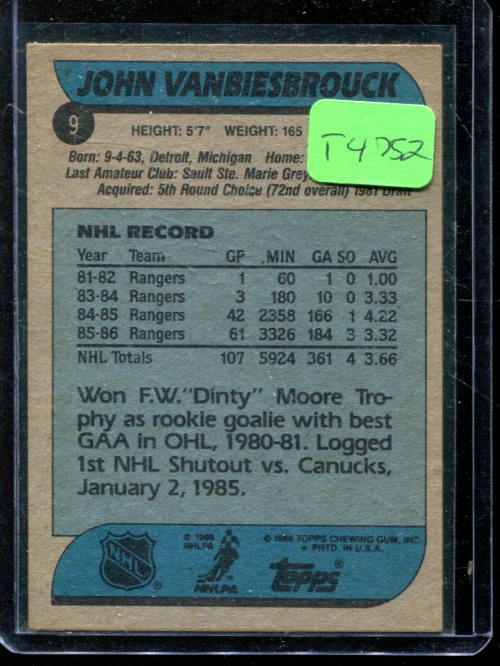 JOHN VANBIESBROUCK
9
HEIGHT: 5'7" WEIGHT: 165
T4 752
Born: 9-4-63, Detroit, Michigan Home:
Last Amateur Club: Sault Ste. Marie Grey
Acquired: 5th Round Choice (72nd overall) 1981 Draft
NHL RECORD
Year Team GP MIN GA SO AVG
81-82 Rangers 1 60 1 0 1.00
83-84 Rangers 3 180 10 0 3.33
84-85 Rangers 42 2358 166 1 4.22
85-86 Rangers 61 3326 184 3 3.32
NHL Totals 107 5924 361 4 3.66
Won F.W."Dinty" Moore Tro-
phy as rookie goalie with best
GAA in OHL, 1980-81. Logged
1st NHL Shutout vs. Canucks,
January 2, 1985.
NHL ®
© 1986
NHLPA
NHLPA
© 1986 TOPPS CHEWING GUM, INC.
PRTD. IN U.S.A.
topps ®